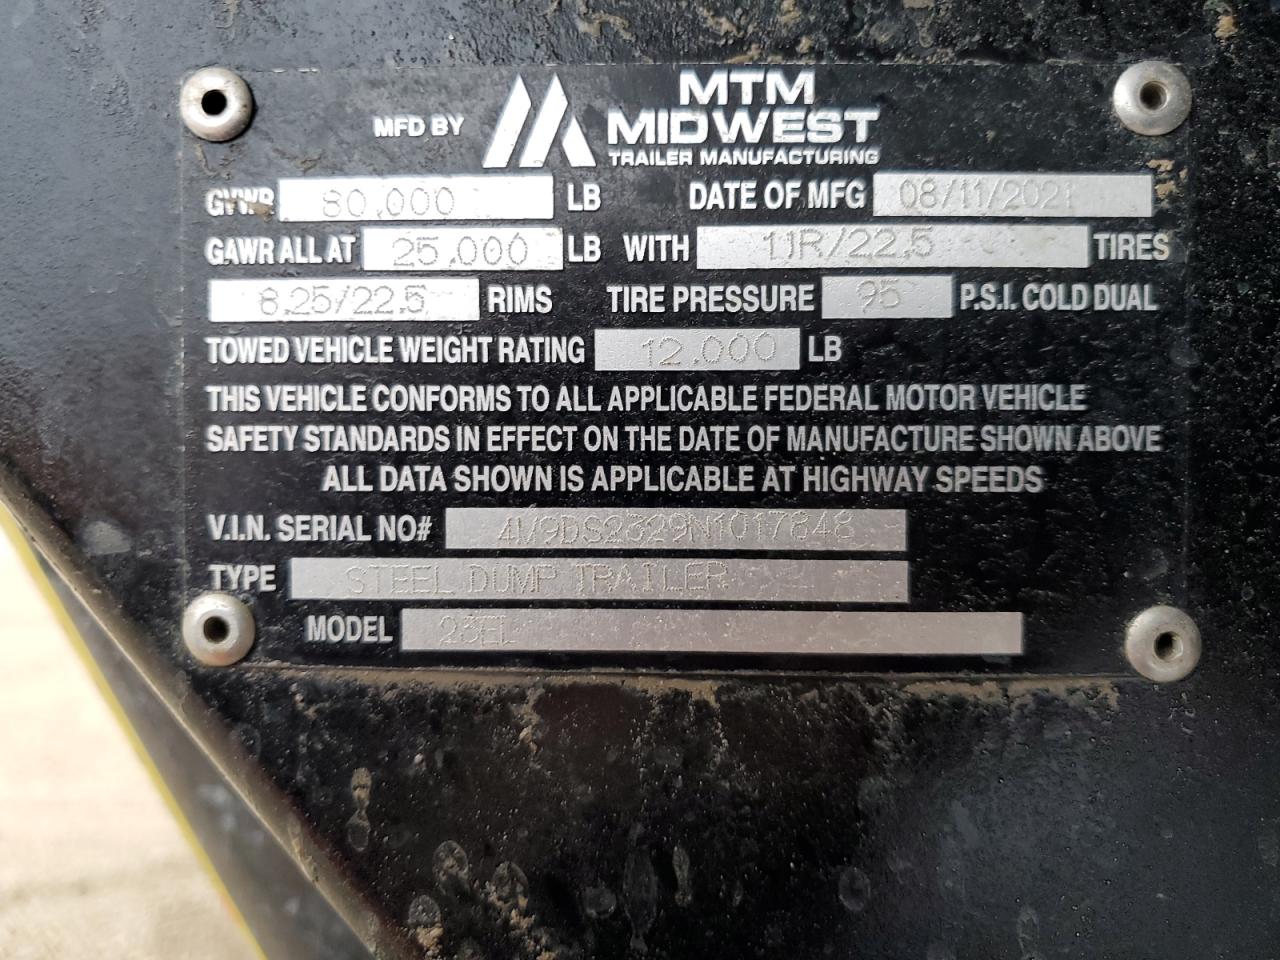 MTM
MFD BY MIDWEST
TRAILER MANUFACTURING
GVWR 80,000 LB DATE OF MFG 08/11/2021
GAWR ALL AT 25,000 LB WITH 11R/22.5 TIRES
8.25/22.5 RIMS TIRE PRESSURE 95 P.S.I. COLD DUAL
TOWED VEHICLE WEIGHT RATING 12,000 LB
THIS VEHICLE CONFORMS TO ALL APPLICABLE FEDERAL MOTOR VEHICLE
SAFETY STANDARDS IN EFFECT ON THE DATE OF MANUFACTURE SHOWN ABOVE
ALL DATA SHOWN IS APPLICABLE AT HIGHWAY SPEEDS
V.I.N. SERIAL NO# 4M9DS2329N1017848
TYPE STEEL DUMP TRAILER
MODEL